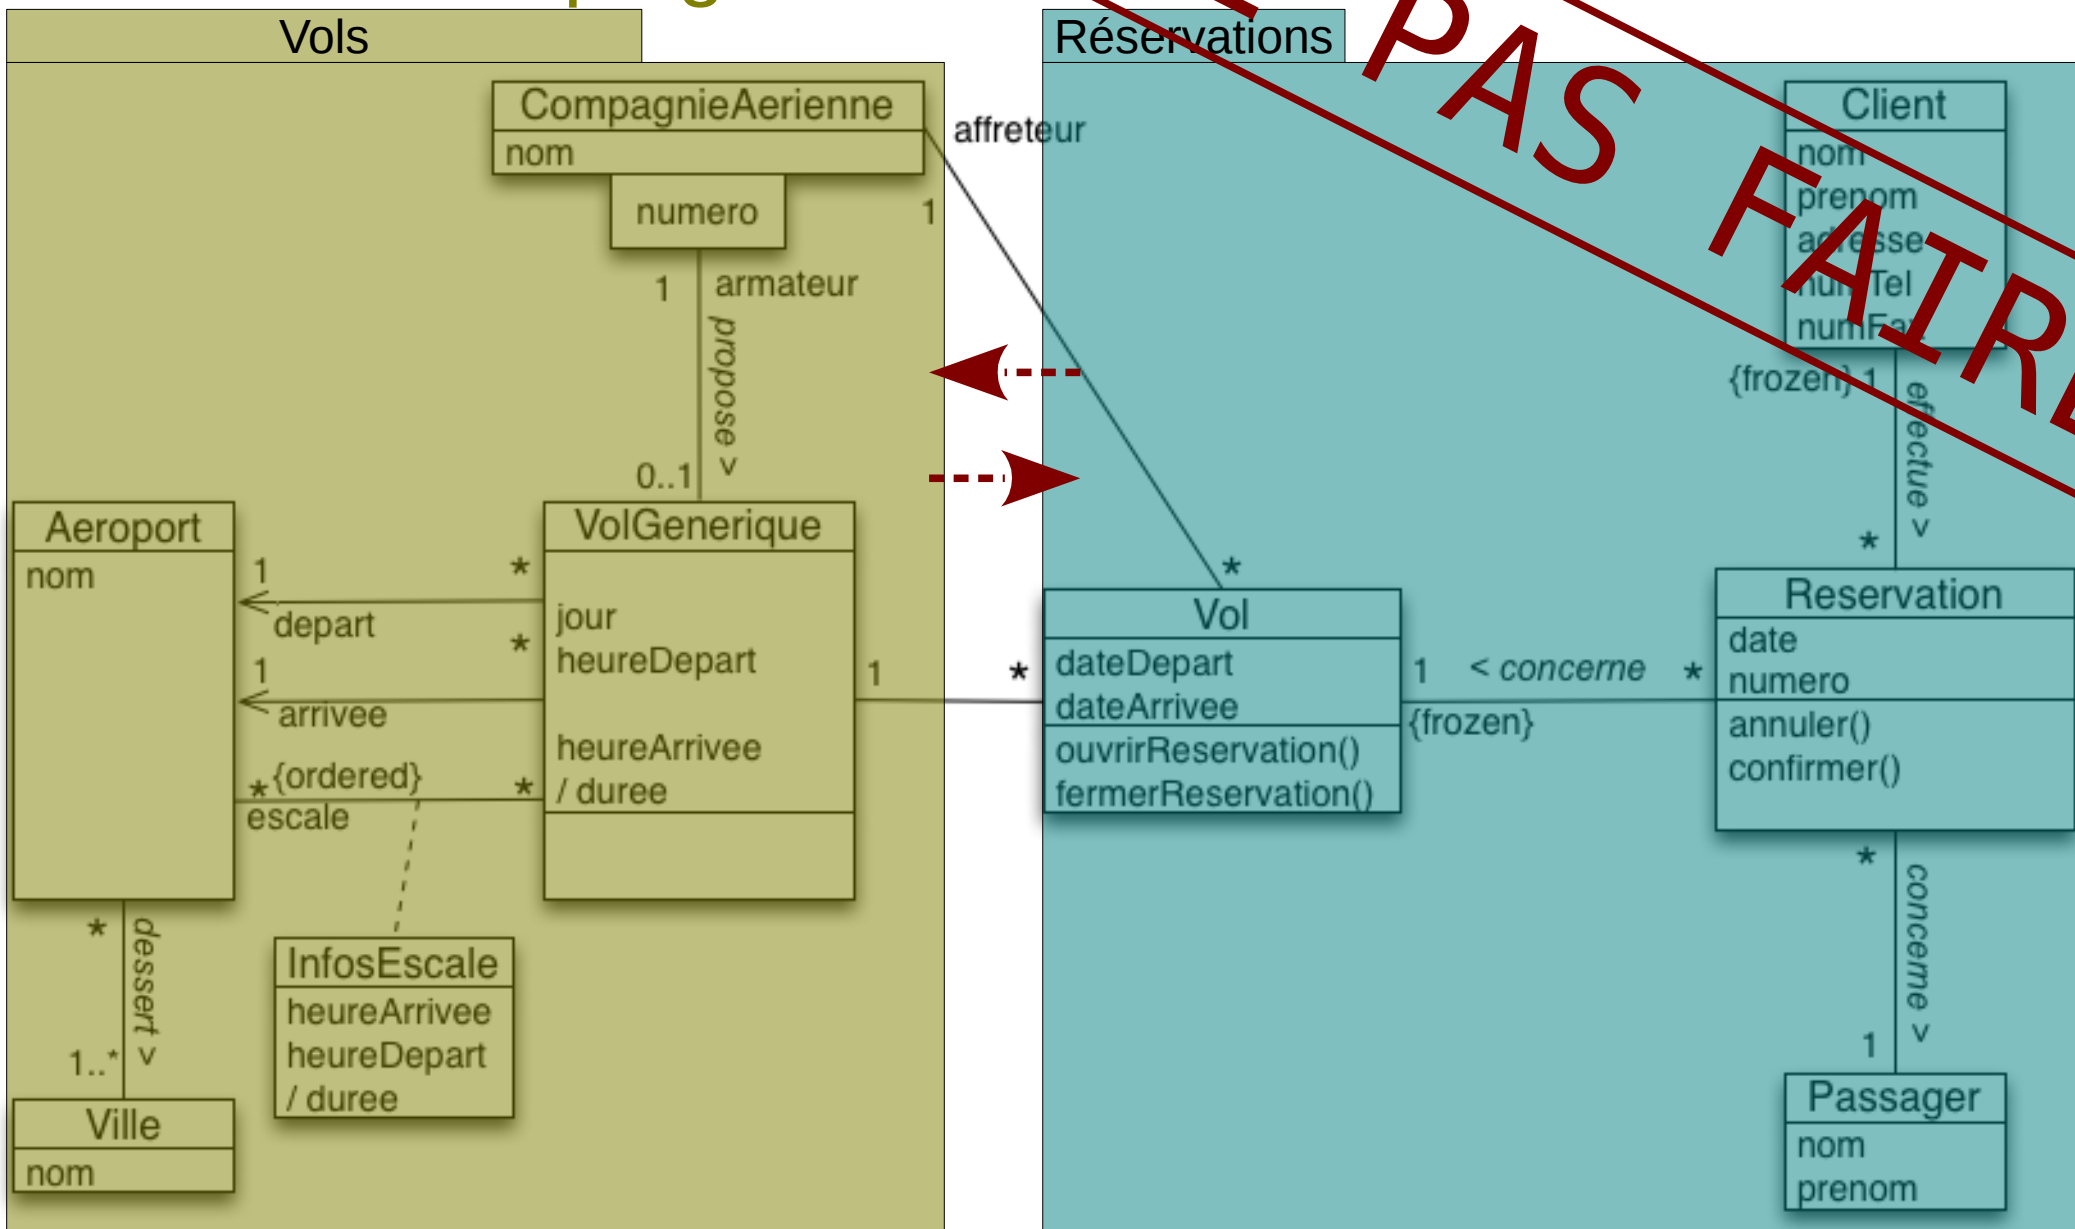 Vols
Réservations
PAS FAIRE
CompagnieAerienne
nom
numero
affreteur
1
1
armateur
propose >
0..1
Client
nom
prenom
adresse
numTel
numFax
{frozen} 1
effectue >
*
Aeroport
nom
1
depart
*
1
arrivee
*
* {ordered}
escale
*
VolGenerique
jour
heureDepart
heureArrivee
/ duree
1
*
*
Vol
dateDepart
dateArrivee
ouvrirReservation()
fermerReservation()
1
< concerne
*
{frozen}
Reservation
date
numero
annuler()
confirmer()
*
concerne >
1
Passager
nom
prenom
*
dessert >
1..*
Ville
nom
InfosEscale
heureArrivee
heureDepart
/ duree